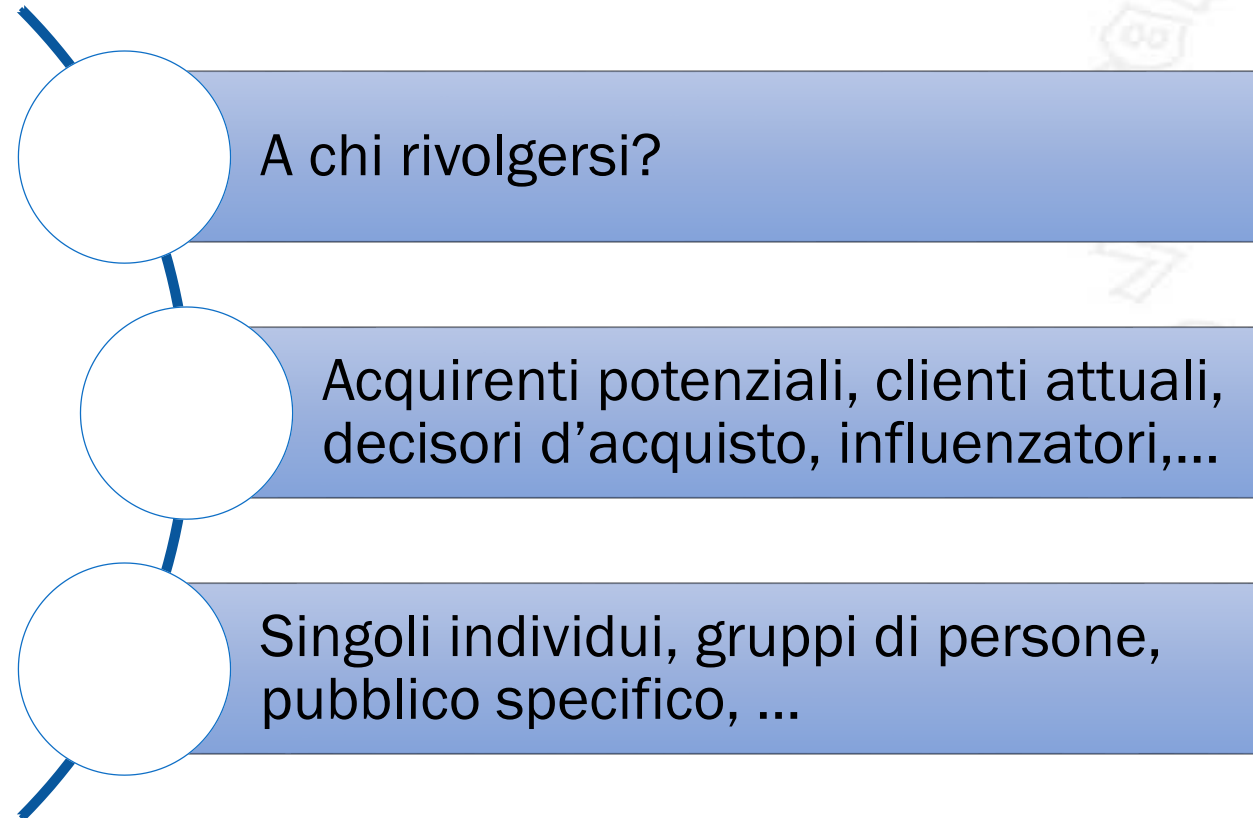 A chi rivolgersi?
Acquirenti potenziali, clienti attuali,
decisori d’acquisto, influenzatori,...
Singoli individui, gruppi di persone,
pubblico specifico, ...